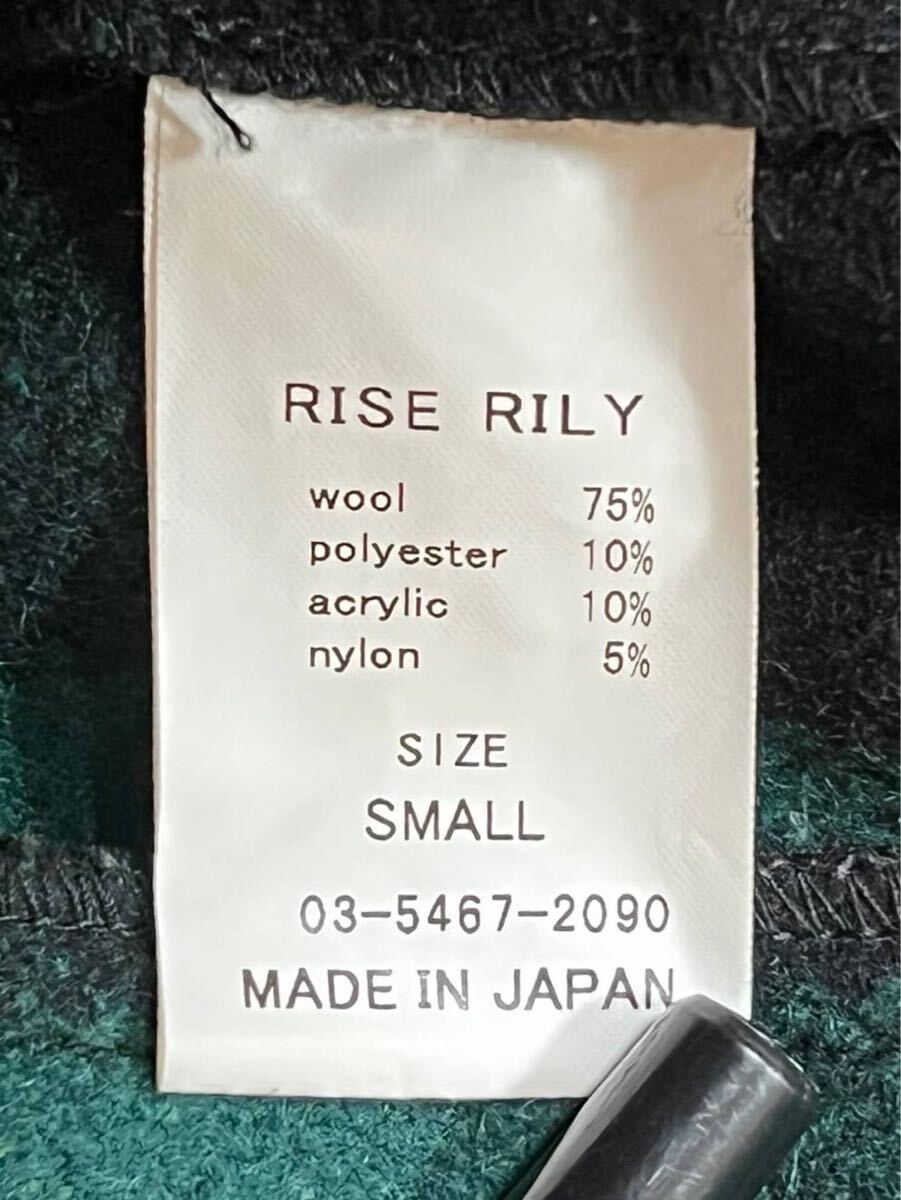 RISE RILY
wool 75%
polyester 10%
acrylic 10%
nylon 5%
SIZE
SMALL
03-5467-2090
MADE IN JAPAN